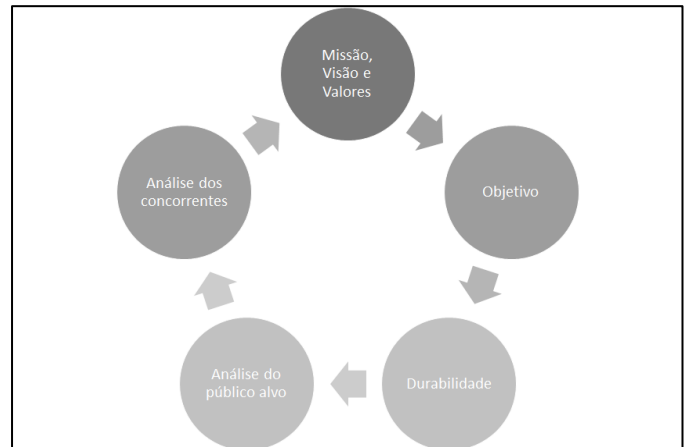 Missão,
Visão e
Valores
Objetivo
Durabilidade
Análise do
público alvo
Análise dos
concorrentes